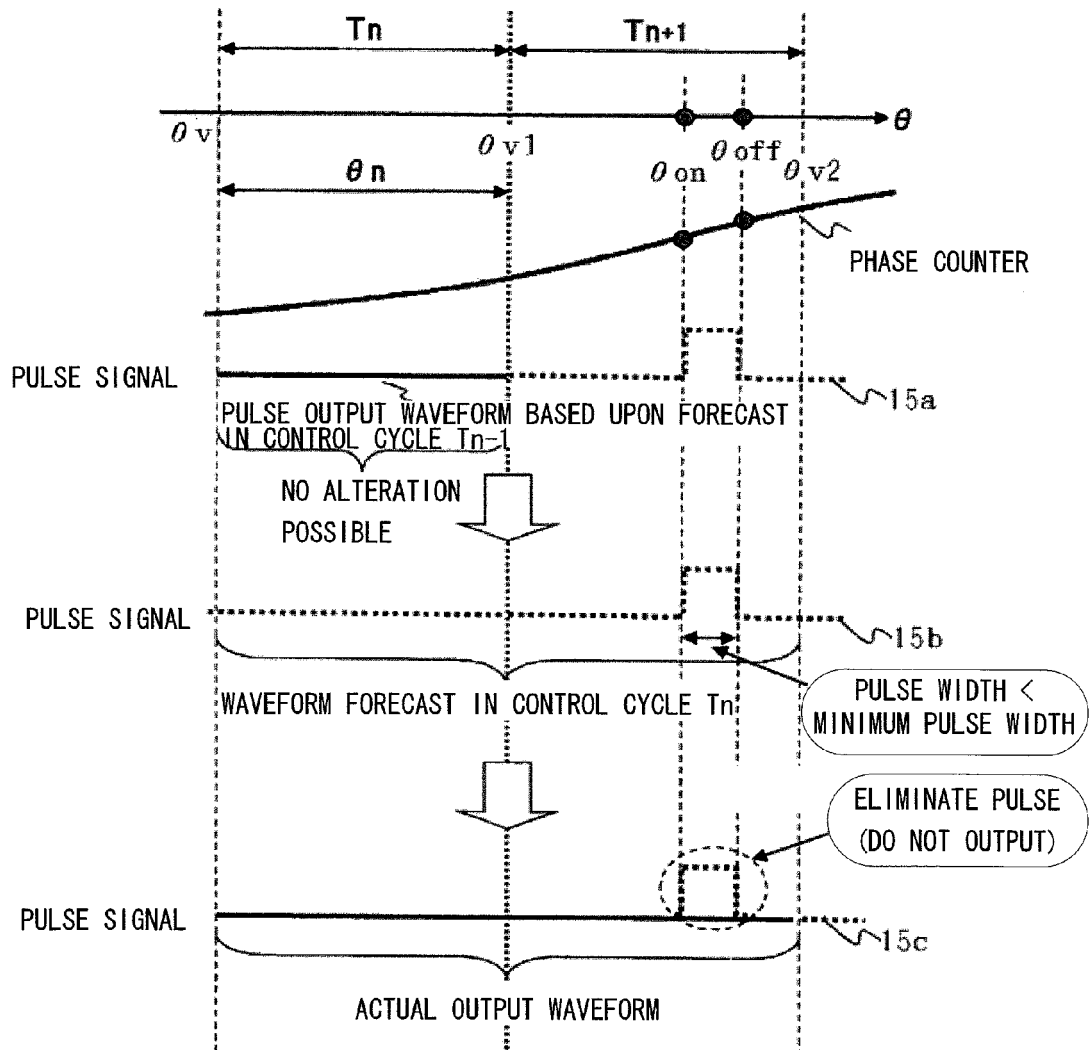 Tn
Tn+1
θ
θv
θv1
θon
θoff
θv2
θn
PHASE COUNTER
PULSE SIGNAL
15a
PULSE OUTPUT WAVEFORM BASED UPON FORECAST
IN CONTROL CYCLE Tn-1
NO ALTERATION
POSSIBLE
PULSE SIGNAL
15b
WAVEFORM FORECAST IN CONTROL CYCLE Tn
PULSE WIDTH <
MINIMUM PULSE WIDTH
ELIMINATE PULSE
(DO NOT OUTPUT)
PULSE SIGNAL
15c
ACTUAL OUTPUT WAVEFORM